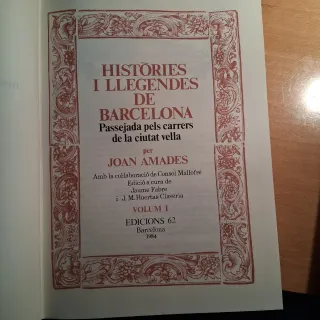 HISTÒRIES
I LLEGENDES
DE
BARCELONA
Passejada pels carrers
de la ciutat vella
per
JOAN AMADES
Amb la col·laboració de Consol Mallofré
Edició a cura de
Jaume Fabre
i J. M. Huertas Claveria
VOLUM I
EDICIONS 62
Barcelona
1984